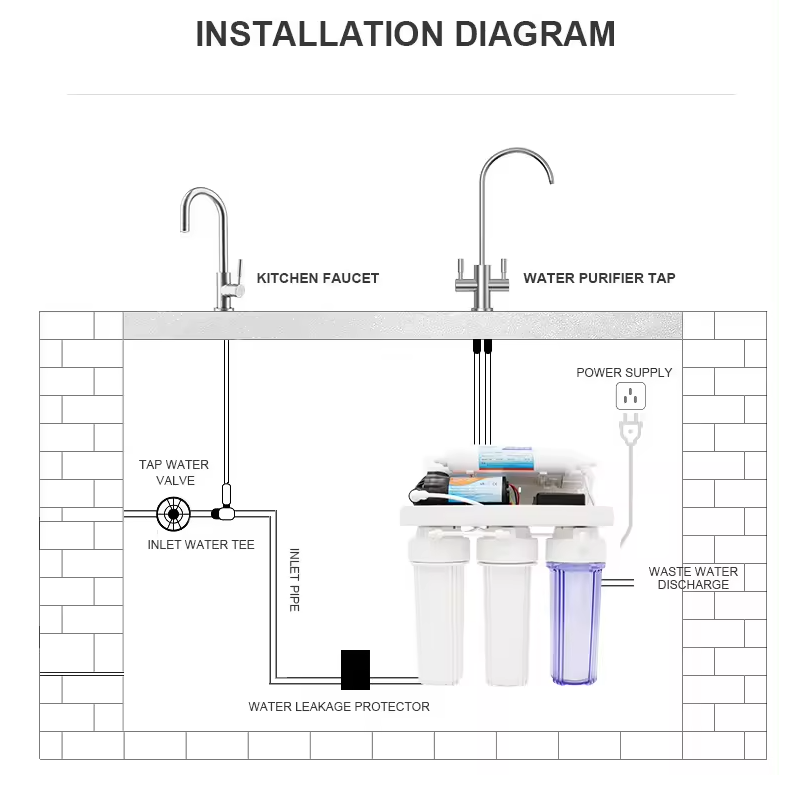 INSTALLATION DIAGRAM
KITCHEN FAUCET
WATER PURIFIER TAP
POWER SUPPLY
TAP WATER
VALVE
INLET WATER TEE
INLET PIPE
WASTE WATER
DISCHARGE
WATER LEAKAGE PROTECTOR